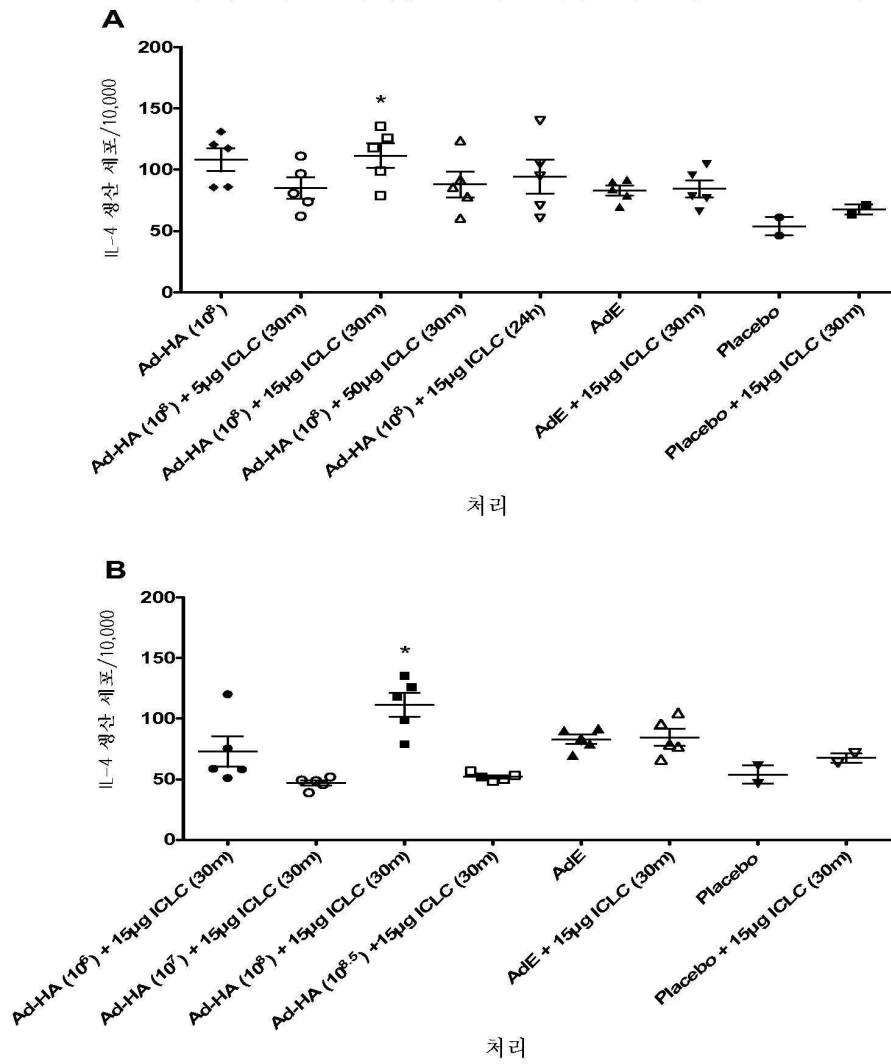 A
IL-4 생산 세포/10,000
200
150
100
50
0
*
Ad-HA (10⁸)
Ad-HA (10⁸) + 5µg ICLC (30m)
Ad-HA (10⁸) + 15µg ICLC (30m)
Ad-HA (10⁸) + 50µg ICLC (30m)
Ad-HA (10⁸) + 15µg ICLC (24h)
AdE
AdE + 15µg ICLC (30m)
Placebo
Placebo + 15µg ICLC (30m)
처리
B
IL-4 생산 세포/10,000
200
150
100
50
0
*
Ad-HA (10⁶) + 15µg ICLC (30m)
Ad-HA (10⁷) + 15µg ICLC (30m)
Ad-HA (10⁸) + 15µg ICLC (30m)
Ad-HA (10⁸·⁵) +15µg ICLC (30m)
AdE
AdE + 15µg ICLC (30m)
Placebo
Placebo + 15µg ICLC (30m)
처리